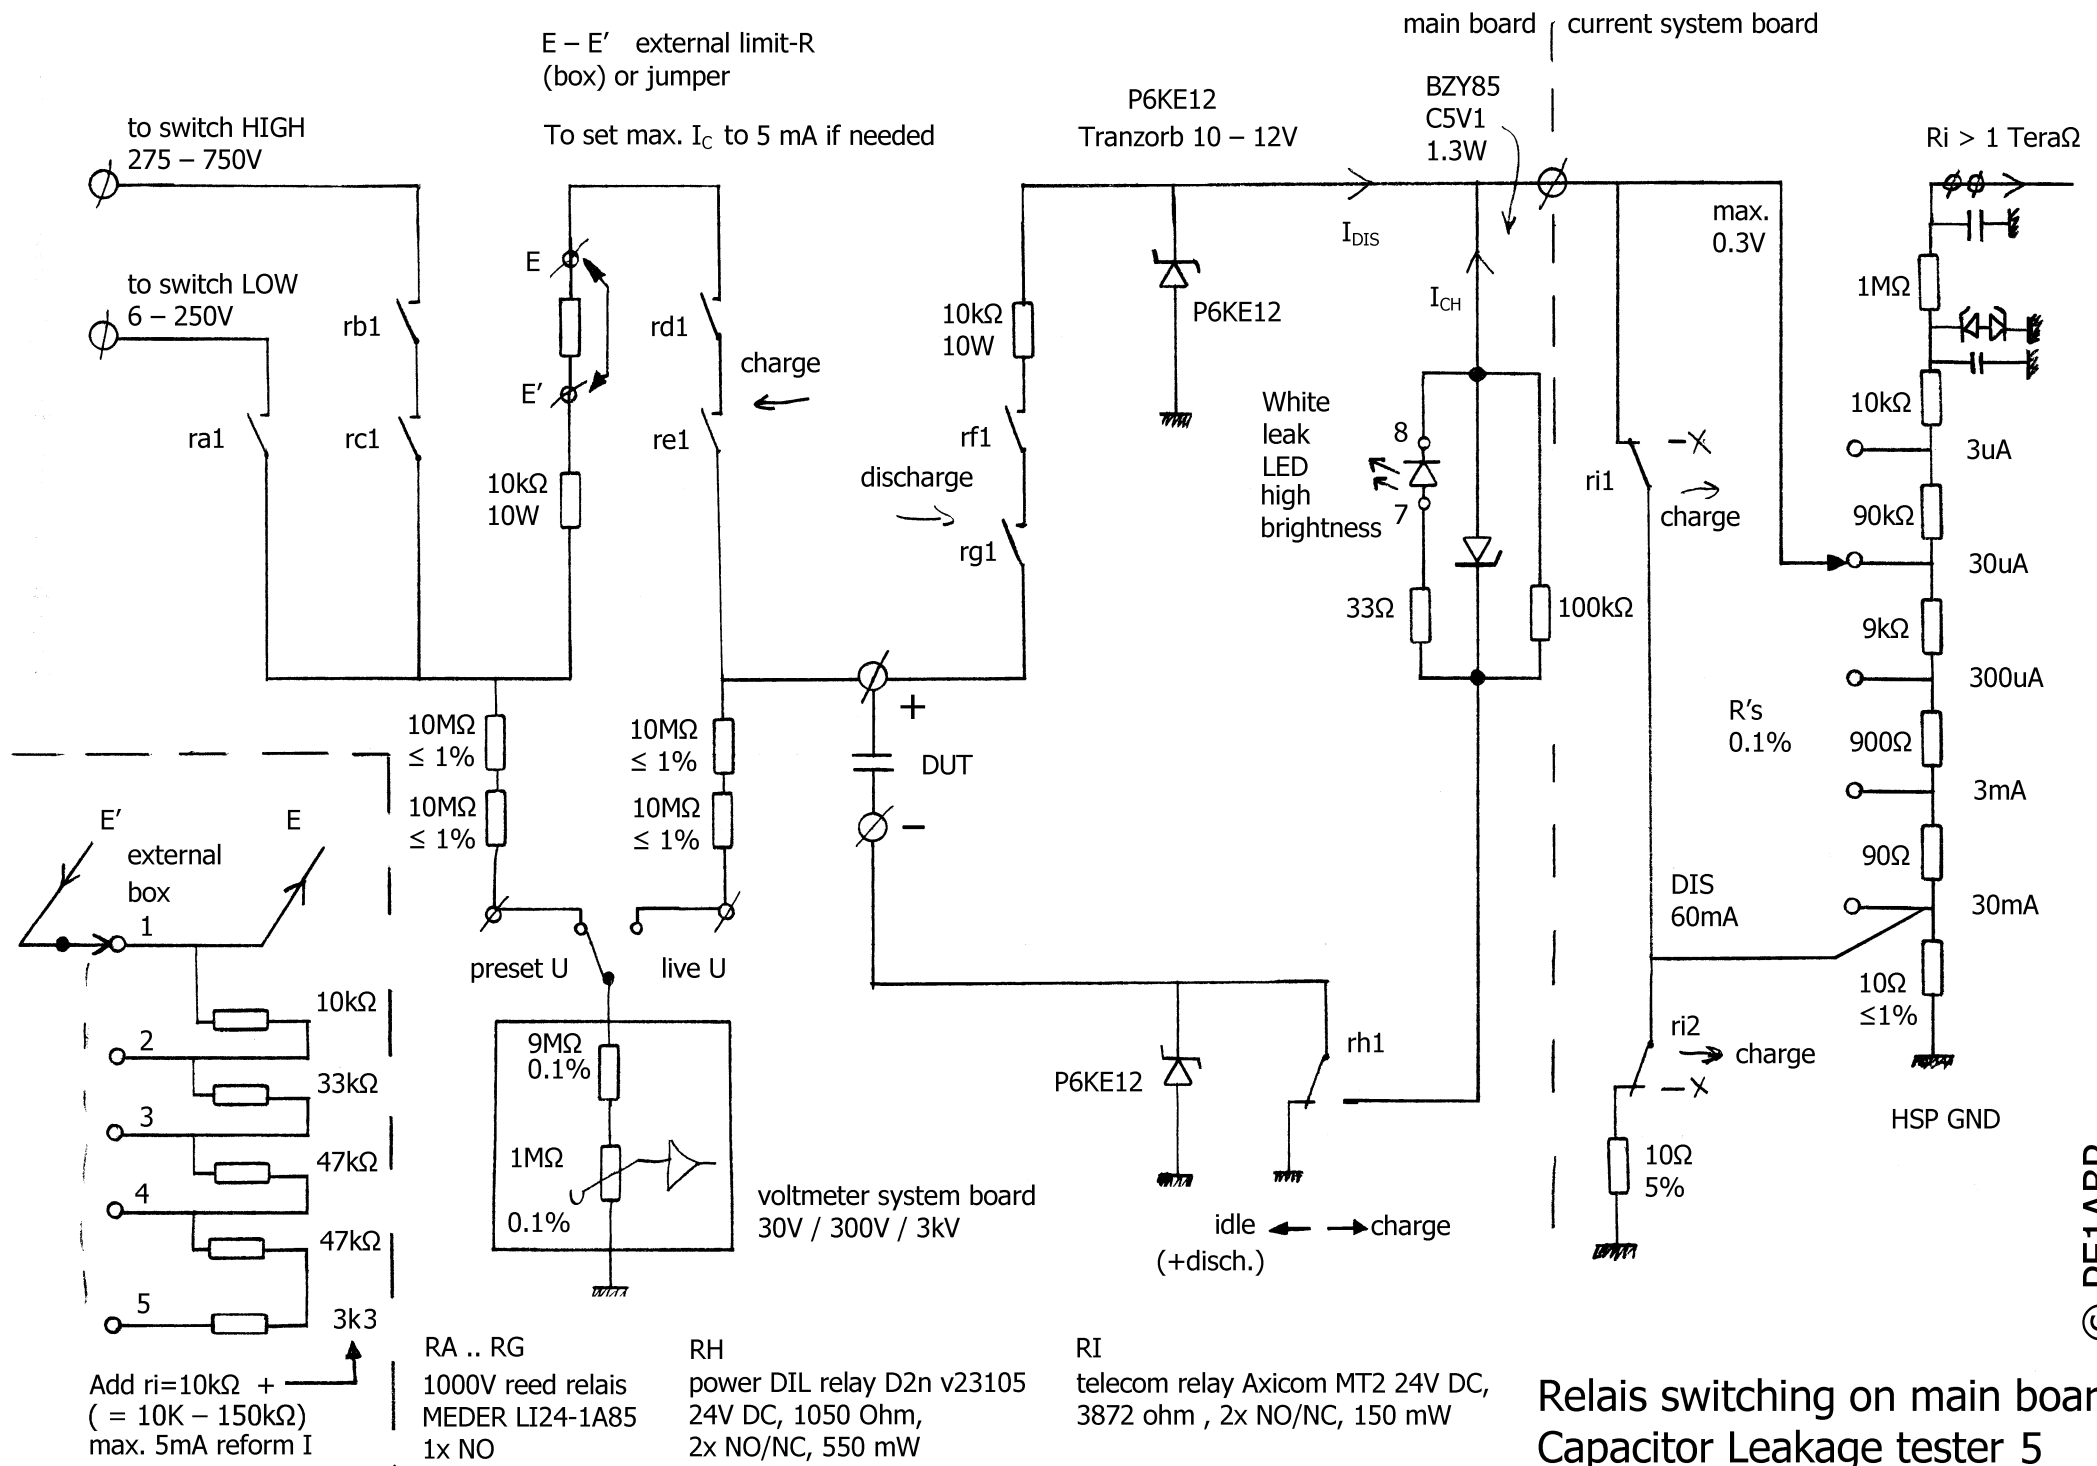 main board
current system board
E – E’ external limit-R
(box) or jumper
To set max. IC to 5 mA if needed
to switch HIGH
275 – 750V
to switch LOW
6 – 250V
P6KE12
Tranzorb 10 – 12V
BZY85
C5V1
1.3W
Ri > 1 TeraΩ
max.
0.3V
IDIS
ICH
P6KE12
E
E’
rb1
rd1
ra1
rc1
re1
charge
10kΩ
10W
10kΩ
10W
rf1
discharge
rg1
White
leak
LED
high
brightness
8
7
33Ω
100kΩ
ri1
–X
charge
1MΩ
10kΩ
3uA
90kΩ
30uA
9kΩ
300uA
R's
0.1%
900Ω
3mA
90Ω
30mA
DIS
60mA
10Ω
≤1%
10MΩ
≤ 1%
10MΩ
≤ 1%
10MΩ
≤ 1%
10MΩ
≤ 1%
+
DUT
–
E’
E
external
box
1
10kΩ
2
33kΩ
3
47kΩ
4
47kΩ
5
3k3
preset U
live U
9MΩ
0.1%
1MΩ
0.1%
voltmeter system board
30V / 300V / 3kV
P6KE12
rh1
idle
charge
(+disch.)
ri2
charge
–X
10Ω
5%
HSP GND
Add ri=10kΩ +
( = 10K – 150kΩ)
max. 5mA reform I
RA .. RG
1000V reed relais
MEDER LI24-1A85
1x NO
RH
power DIL relay D2n v23105
24V DC, 1050 Ohm,
2x NO/NC, 550 mW
RI
telecom relay Axicom MT2 24V DC,
3872 ohm , 2x NO/NC, 150 mW
Relais switching on main boar
Capacitor Leakage tester 5